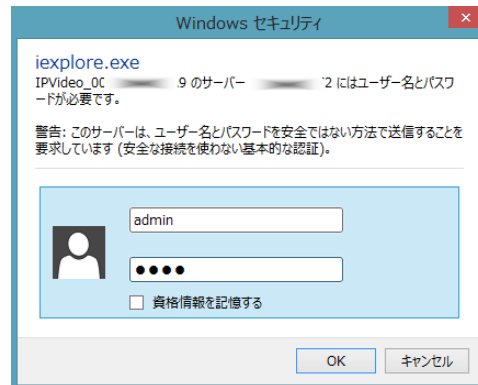 Windows セキュリティ
iexplore.exe
IPVideo_00 .9 のサーバー 2 にはユーザー名とパスワ
ードが必要です。
警告: このサーバーは、ユーザー名とパスワードを安全ではない方法で送信することを
要求しています (安全な接続を使わない基本的な認証)。
admin
●●●●
資格情報を記憶する
OK
キャンセル